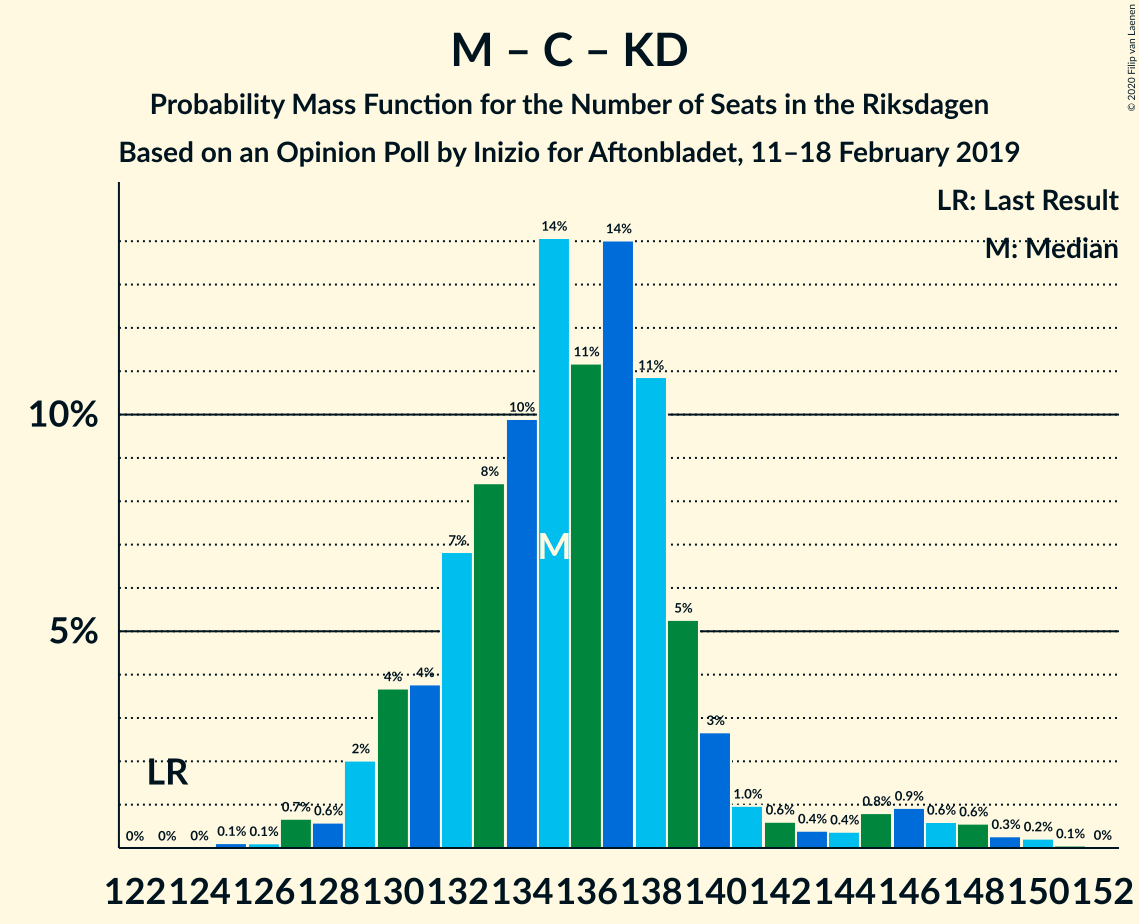 M – C – KD
Probability Mass Function for the Number of Seats in the Riksdagen
Based on an Opinion Poll by Inizio for Aftonbladet, 11–18 February 2019
© 2020 Filip van Laenen
LR: Last Result
M: Median
10%
5%
LR
M
0% 0% 0% 0.1% 0.1% 0.7% 0.6% 2% 4% 4% 7% 8% 10% 14% 11% 14% 11% 5% 3% 1.0% 0.6% 0.4% 0.4% 0.8% 0.9% 0.6% 0.6% 0.3% 0.2% 0.1% 0%
122 124 126 128 130 132 134 136 138 140 142 144 146 148 150 152